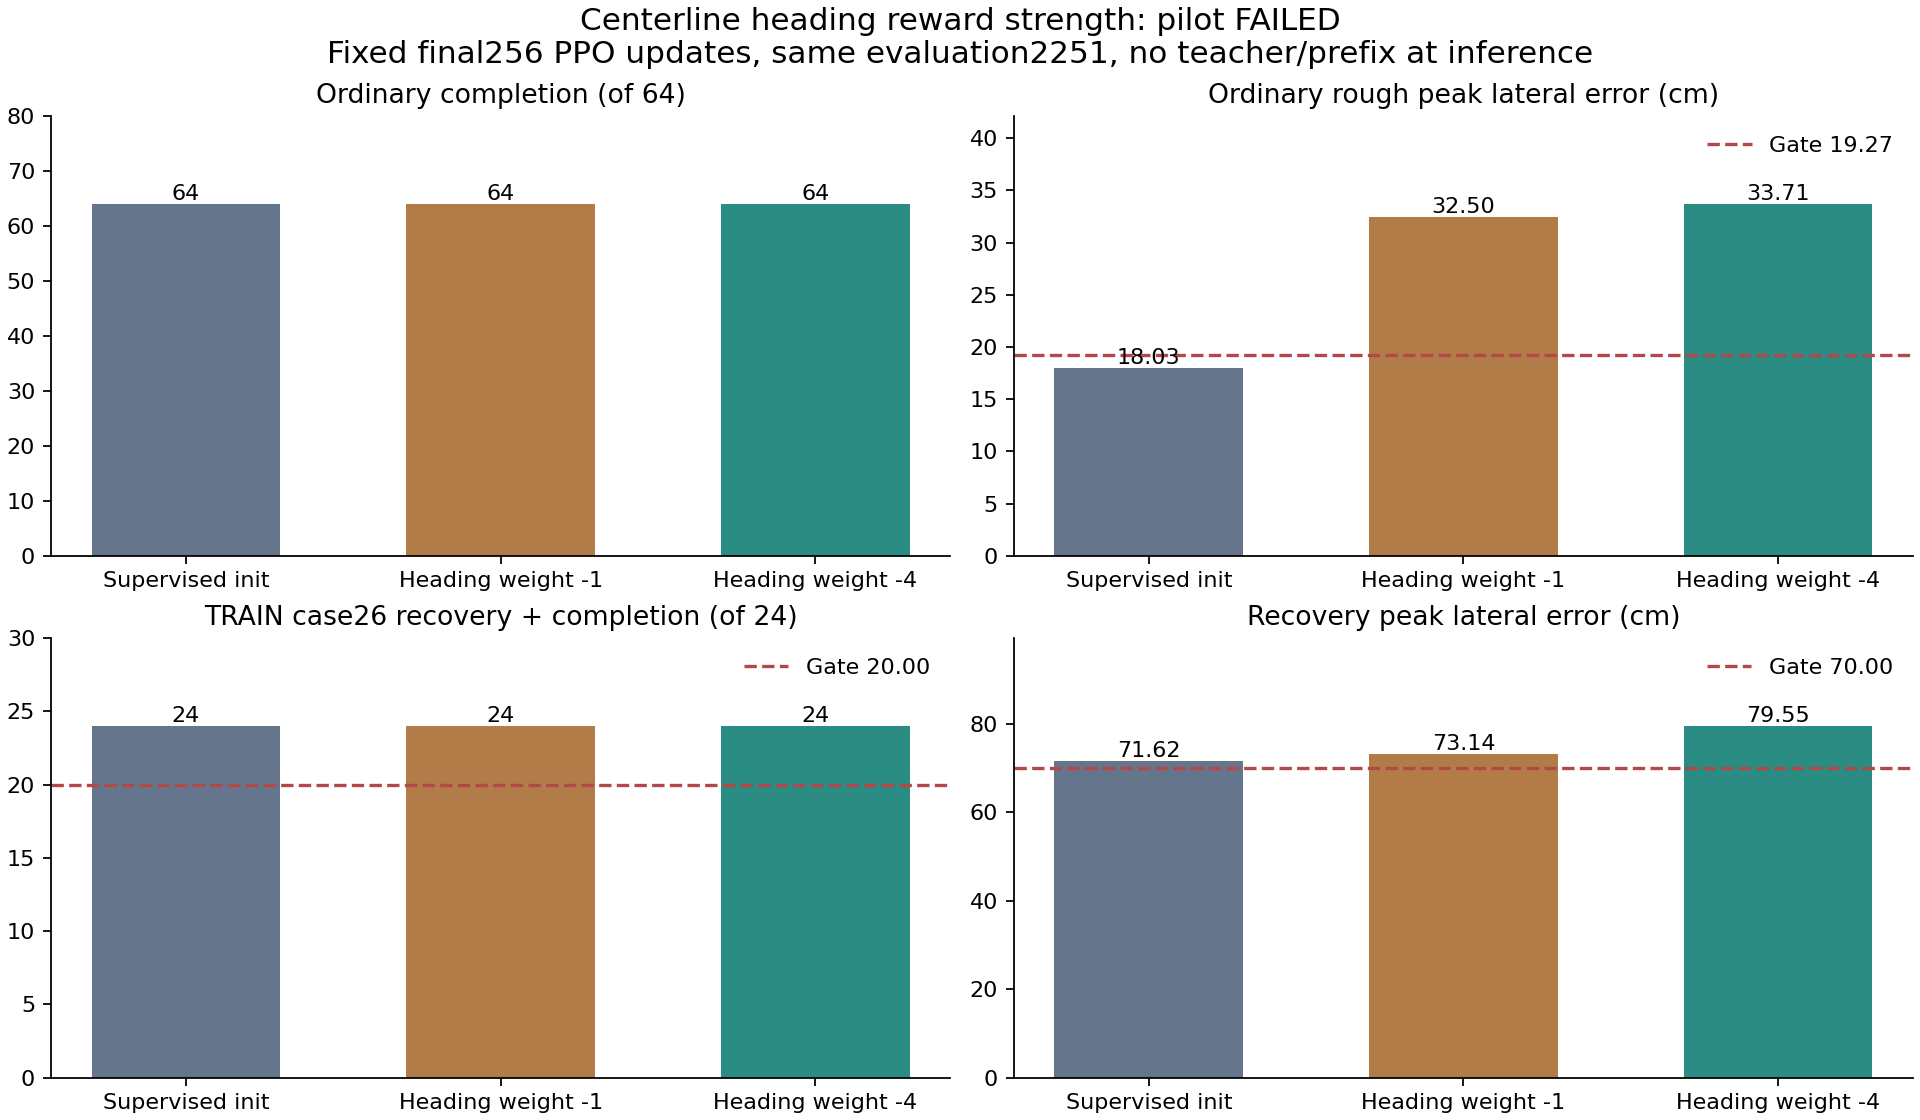 Centerline heading reward strength: pilot FAILED
Fixed final256 PPO updates, same evaluation2251, no teacher/prefix at inference
Ordinary completion (of 64)
80
70
60
50
40
30
20
10
0
64
64
64
Supervised init
Heading weight -1
Heading weight -4
Ordinary rough peak lateral error (cm)
Gate 19.27
40
35
30
25
20
15
10
5
0
18.03
32.50
33.71
Supervised init
Heading weight -1
Heading weight -4
TRAIN case26 recovery + completion (of 24)
Gate 20.00
30
25
20
15
10
5
0
24
24
24
Supervised init
Heading weight -1
Heading weight -4
Recovery peak lateral error (cm)
Gate 70.00
80
60
40
20
0
71.62
73.14
79.55
Supervised init
Heading weight -1
Heading weight -4